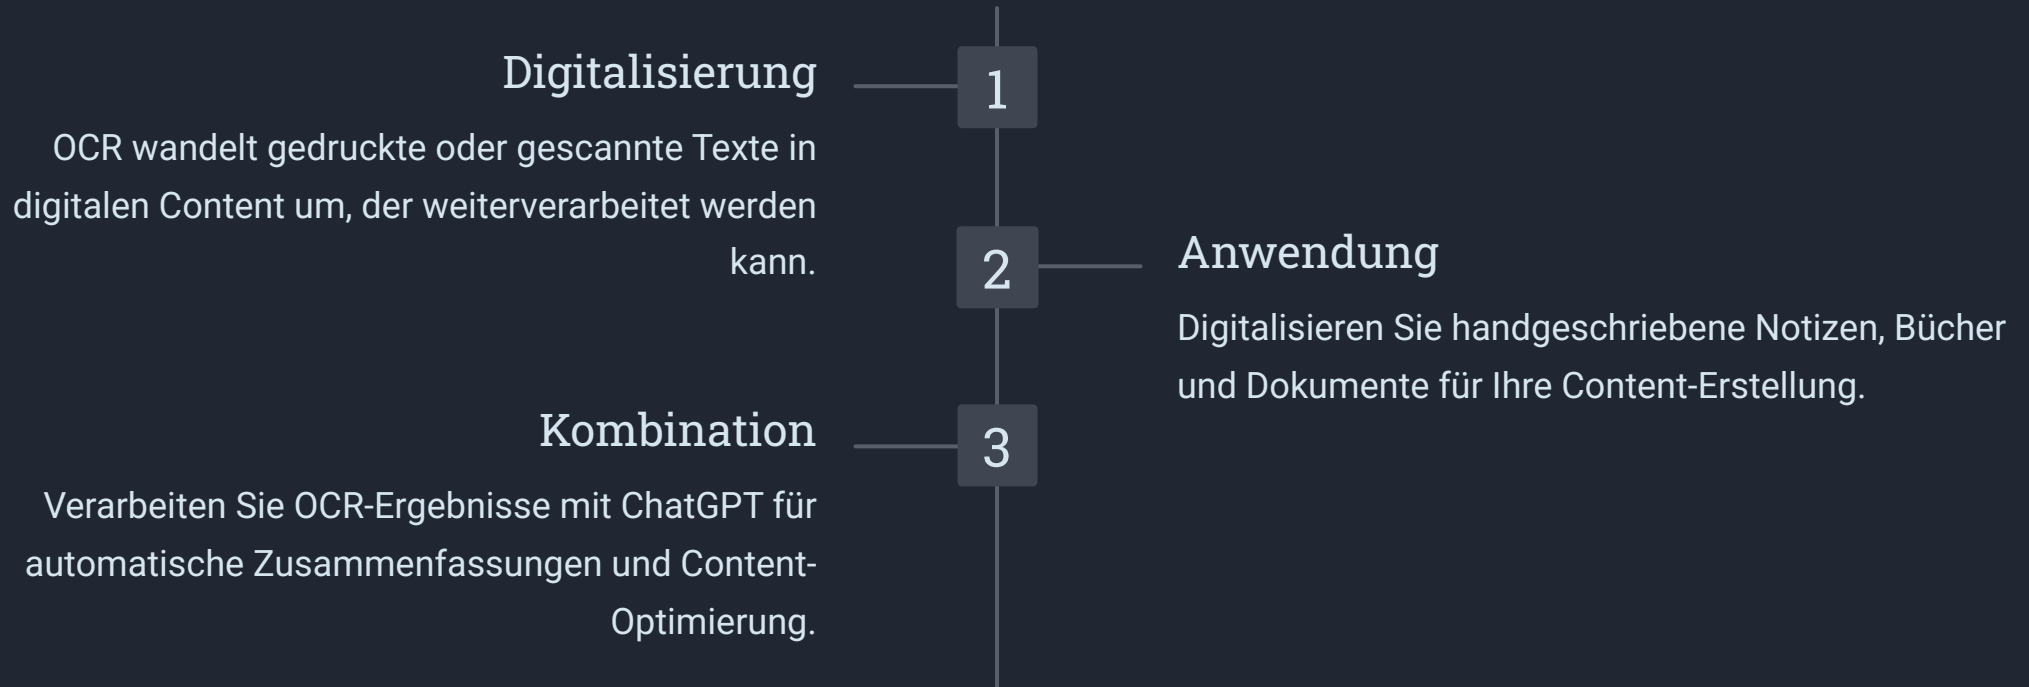 1
Digitalisierung
OCR wandelt gedruckte oder gescannte Texte in
digitalen Content um, der weiterverarbeitet werden
kann.
2
Anwendung
Digitalisieren Sie handgeschriebene Notizen, Bücher
und Dokumente für Ihre Content-Erstellung.
3
Kombination
Verarbeiten Sie OCR-Ergebnisse mit ChatGPT für
automatische Zusammenfassungen und Content-
Optimierung.